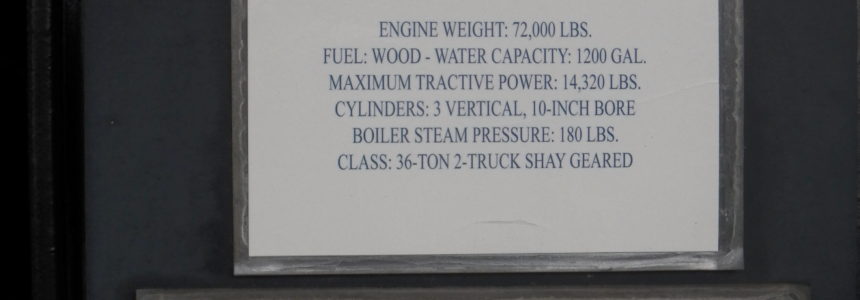 ENGINE WEIGHT: 72,000 LBS.
FUEL: WOOD - WATER CAPACITY: 1200 GAL.
MAXIMUM TRACTIVE POWER: 14,320 LBS.
CYLINDERS: 3 VERTICAL, 10-INCH BORE
BOILER STEAM PRESSURE: 180 LBS.
CLASS: 36-TON 2-TRUCK SHAY GEARED